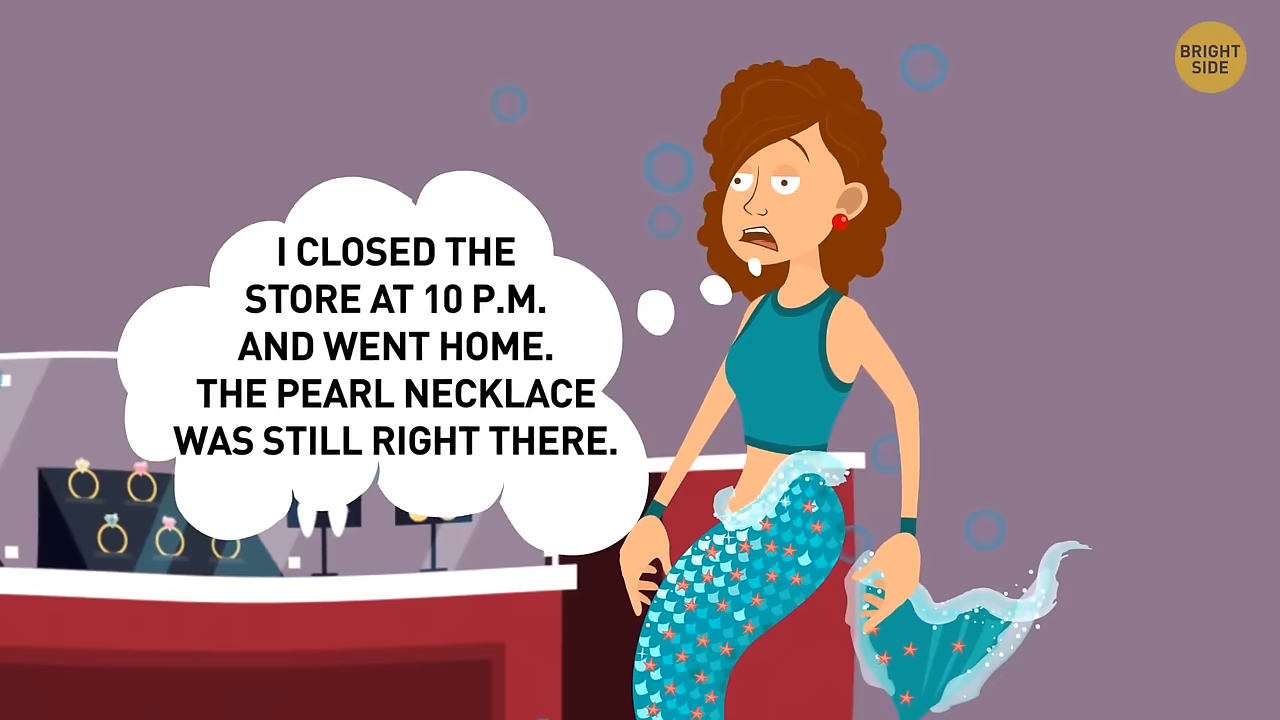 BRIGHT
SIDE
I CLOSED THE
STORE AT 10 P.M.
AND WENT HOME.
THE PEARL NECKLACE
WAS STILL RIGHT THERE.